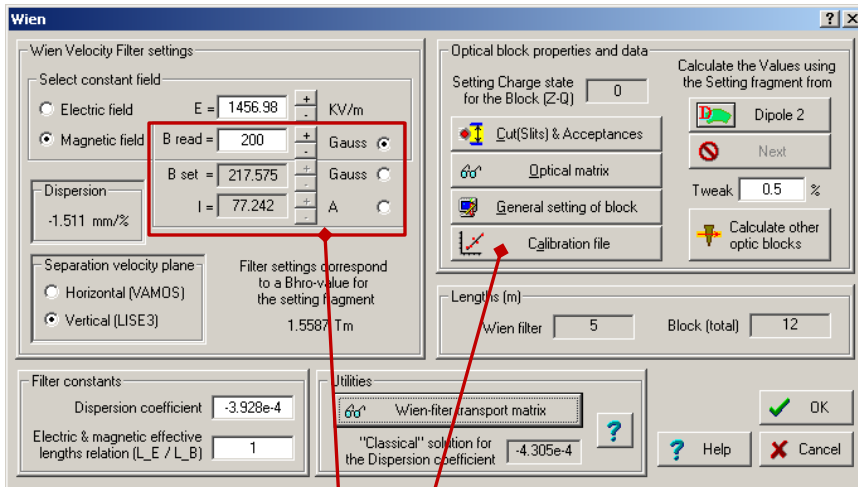 Wien
Wien Velocity Filter settings
Select constant field
Electric field
E = 1456.98 + - KV/m
Magnetic field
B read = 200 + - Gauss
B set = 217.575 + - Gauss
I = 77.242 + - A
Dispersion
-1.511 mm/%
Separation velocity plane
Horizontal (VAMOS)
Vertical (LISE3)
Filter settings correspond
to a Bhro-value for
the setting fragment
1.5587 Tm
Optical block properties and data
Setting Charge state
for the Block (Z-Q) 0
Cut(Slits) & Acceptances
Optical matrix
General setting of block
Calibration file
Calculate the Values using
the Setting fragment from
D Dipole 2
Next
Tweak 0.5 %
Calculate other
optic blocks
Lengths (m)
Wien filter 5
Block (total) 12
Filter constants
Dispersion coefficient -3.928e-4
Electric & magnetic effective
lengths relation (L_E / L_B) 1
Utilities
Wien-fiter transport matrix
"Classical" solution for
the Dispersion coefficient -4.305e-4
?
? Help
OK
Cancel